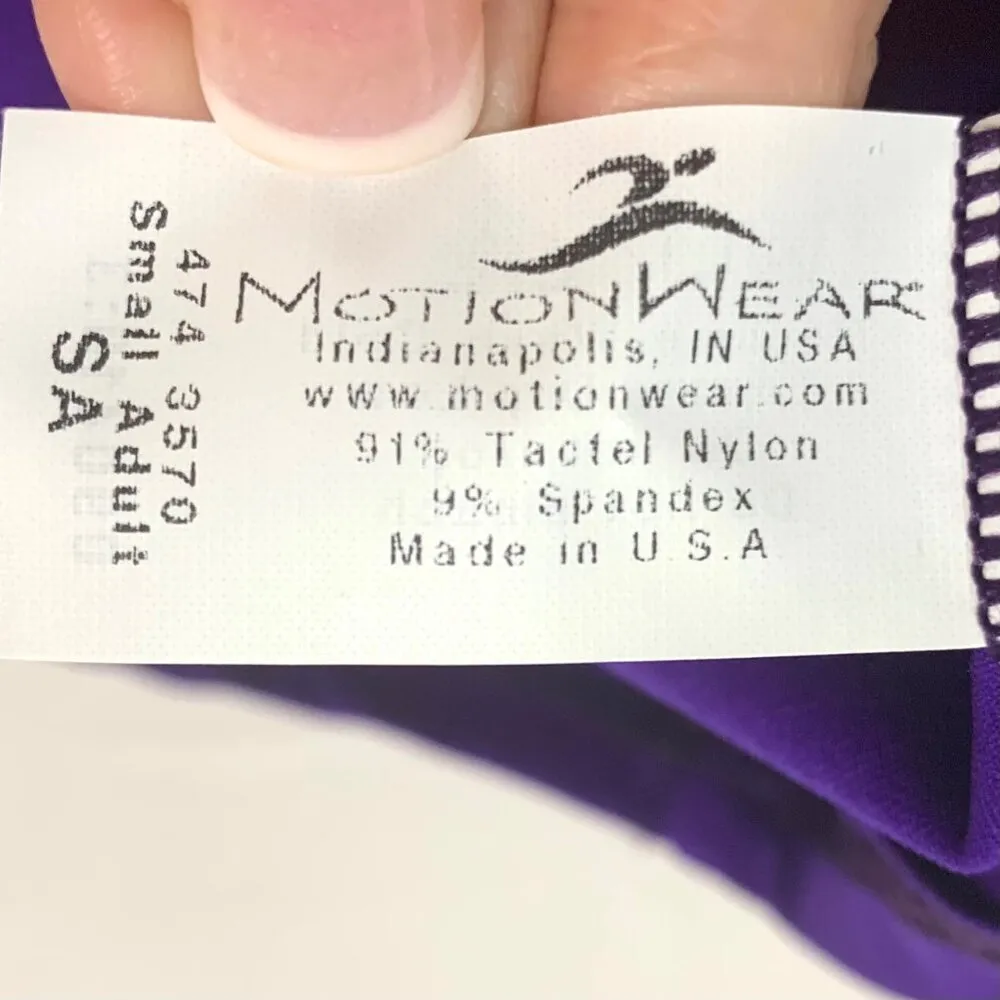 MOTIONWEAR
Indianapolis, IN USA
www.motionwear.com
91% Tactel Nylon
9% Spandex
Made in U.S.A
474 3570
Small Adult
SA